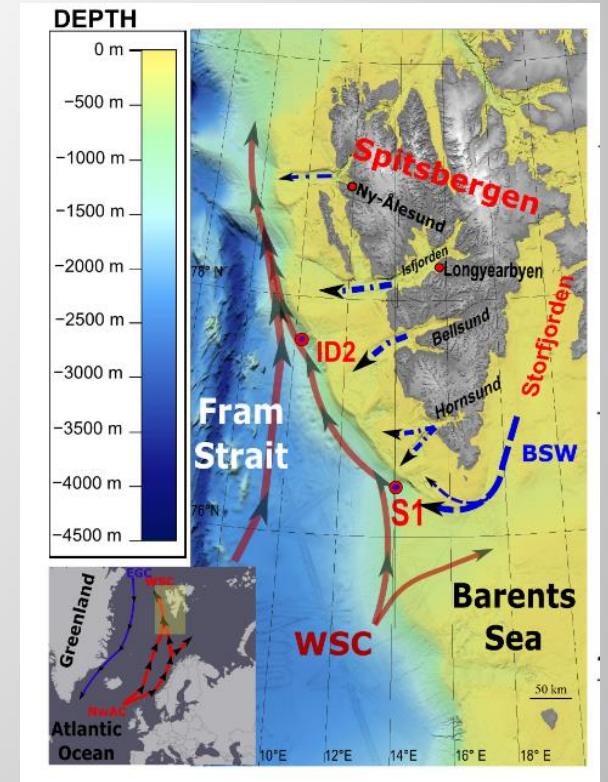 DEPTH
0 m
−500 m
−1000 m
−1500 m
−2000 m
−2500 m
−3000 m
−3500 m
−4000 m
−4500 m
Spitsbergen
Ny-Ålesund
Isfjorden
Longyearbyen
78° N
Bellsund
Storfjorden
ID2
Hornsund
Fram
Strait
BSW
S1
76°N
WSC
Barents
Sea
50 km
10°E
12°E
14°E
16°E
18° E
EGC
WSC
Greenland
NwAC
Atlantic
Ocean